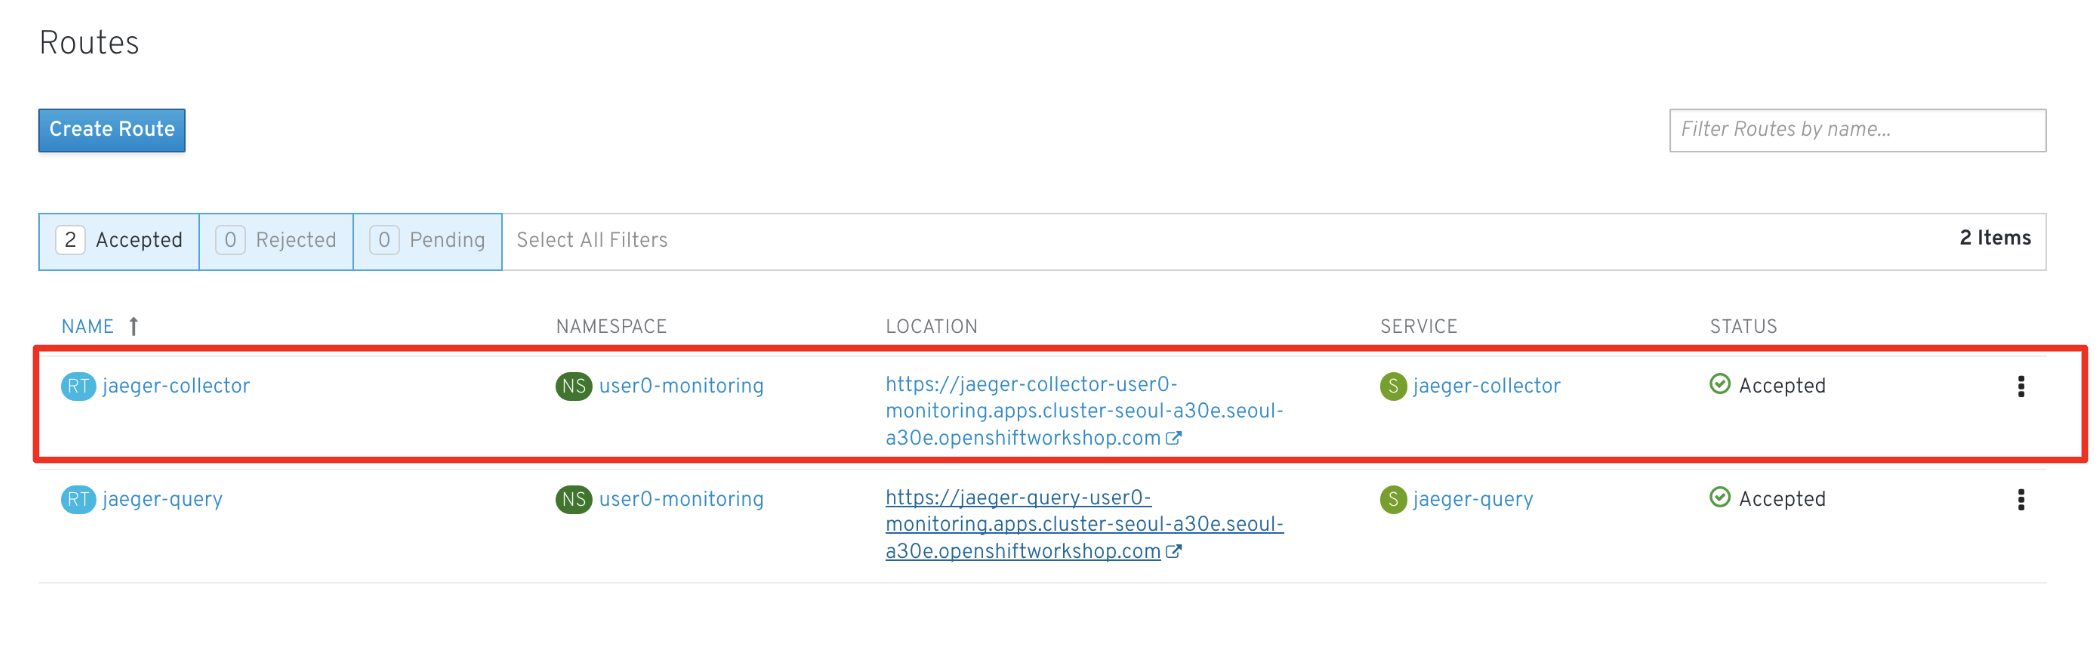 Routes
Create Route
Filter Routes by name...
2 Accepted 0 Rejected 0 Pending Select All Filters 2 Items
NAME ↑ NAMESPACE LOCATION SERVICE STATUS
RT jaeger-collector NS user0-monitoring https://jaeger-collector-user0- S jaeger-collector Accepted
monitoring.apps.cluster-seoul-a30e.seoul-
a30e.openshiftworkshop.com
RT jaeger-query NS user0-monitoring https://jaeger-query-user0- S jaeger-query Accepted
monitoring.apps.cluster-seoul-a30e.seoul-
a30e.openshiftworkshop.com